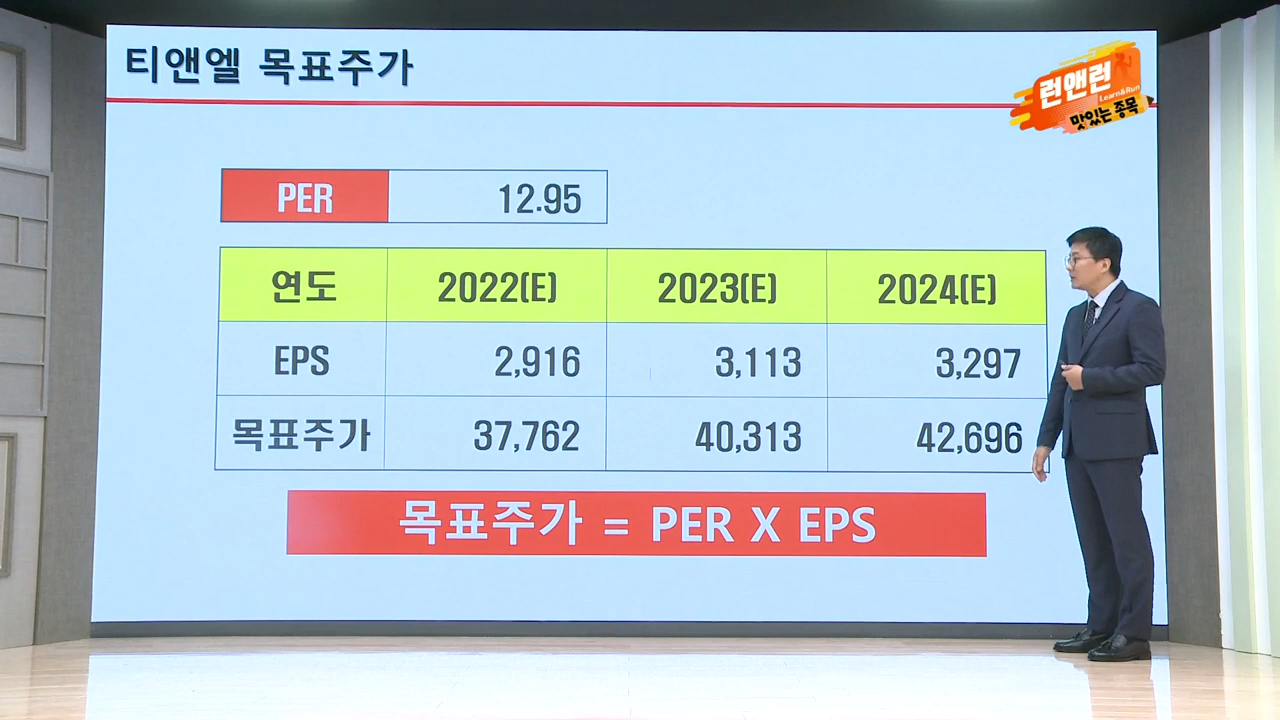 티앤엘 목표주가
런앤런
Learn&Run
맛있는 종목
PER 12.95
연도 2022(E) 2023(E) 2024(E)
EPS 2,916 3,113 3,297
목표주가 37,762 40,313 42,696
목표주가 = PER X EPS